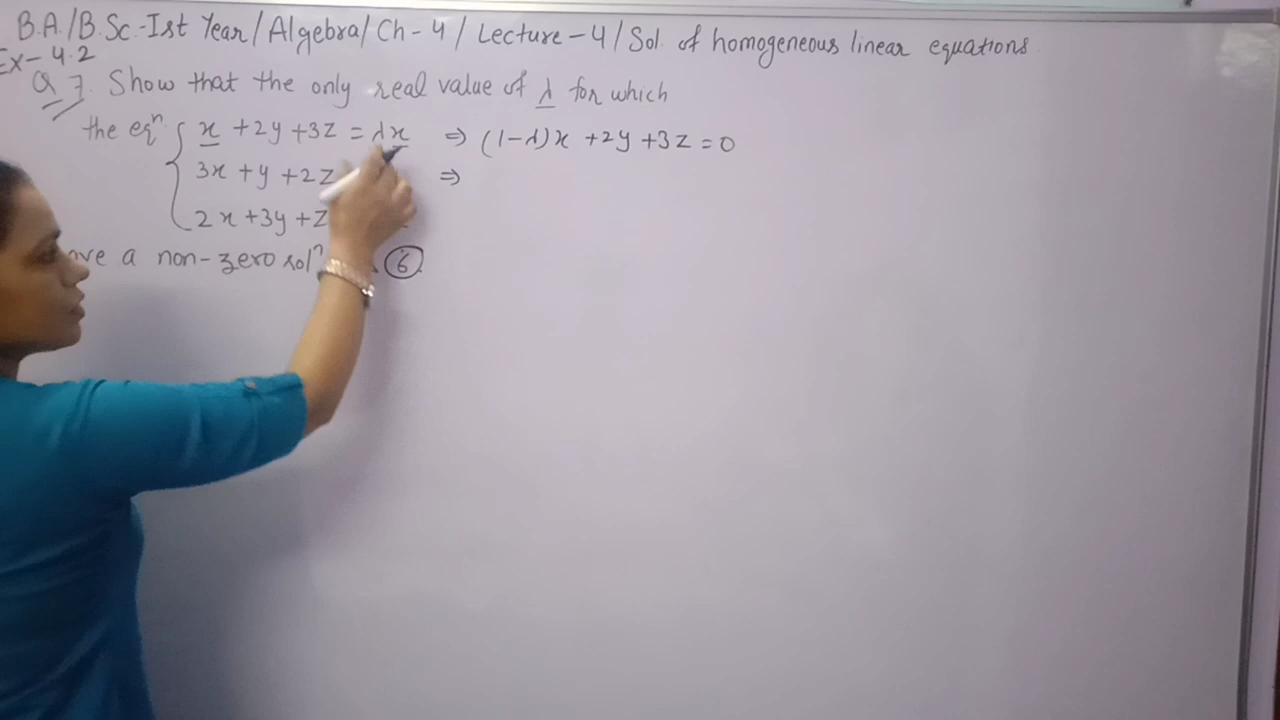 B.A./B.Sc.-Ist Year/Algebra/Ch-4/Lecture-4/Sol. of homogeneous linear equations
Ex-4.2
Q 7. Show that the only real value of λ for which
the eqⁿ x + 2y + 3z = λx ⇒ (1-λ)x + 2y + 3z = 0
3x + y + 2z ⇒
2x + 3y + z
ve a non-zero solⁿ 6